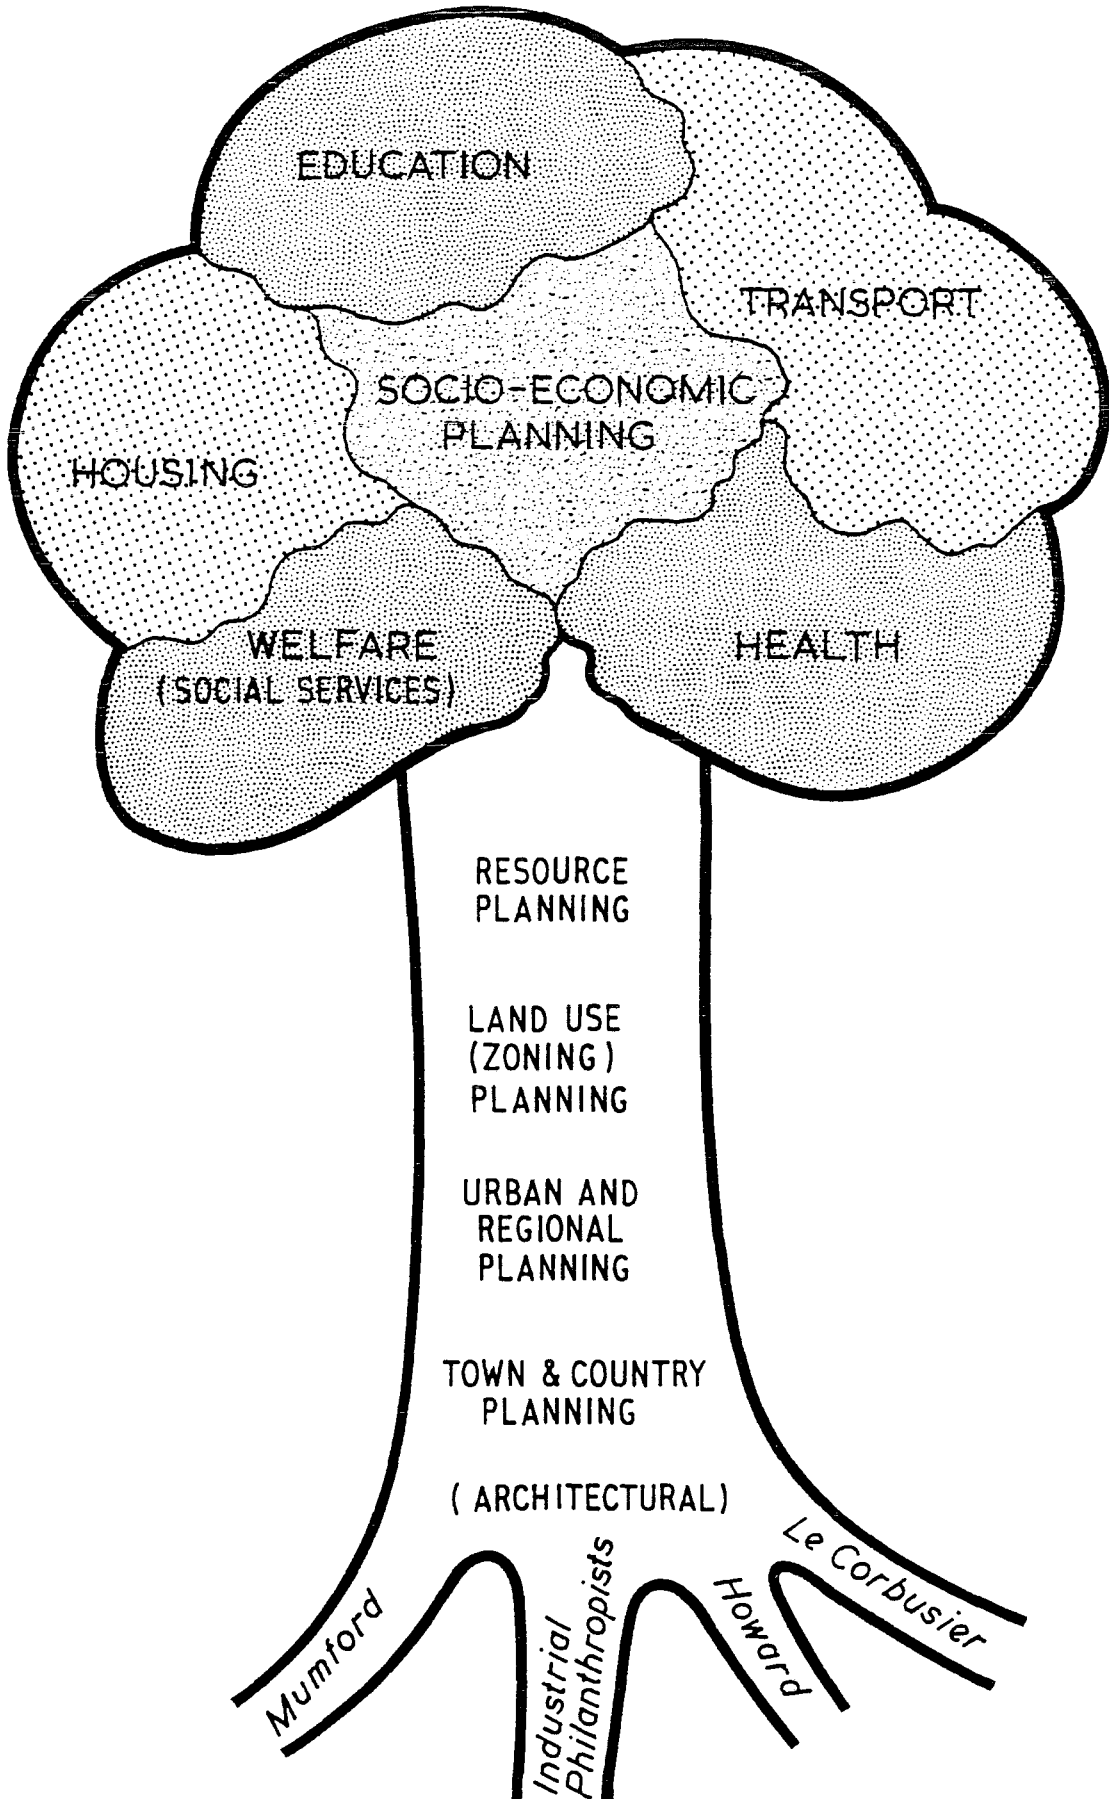 EDUCATION
TRANSPORT
SOCIO-ECONOMIC
PLANNING
HOUSING
WELFARE
(SOCIAL SERVICES)
HEALTH
RESOURCE
PLANNING
LAND USE
(ZONING)
PLANNING
URBAN AND
REGIONAL
PLANNING
TOWN & COUNTRY
PLANNING
(ARCHITECTURAL)
Mumford
Industrial
Philanthropists
Howard
Le Corbusier